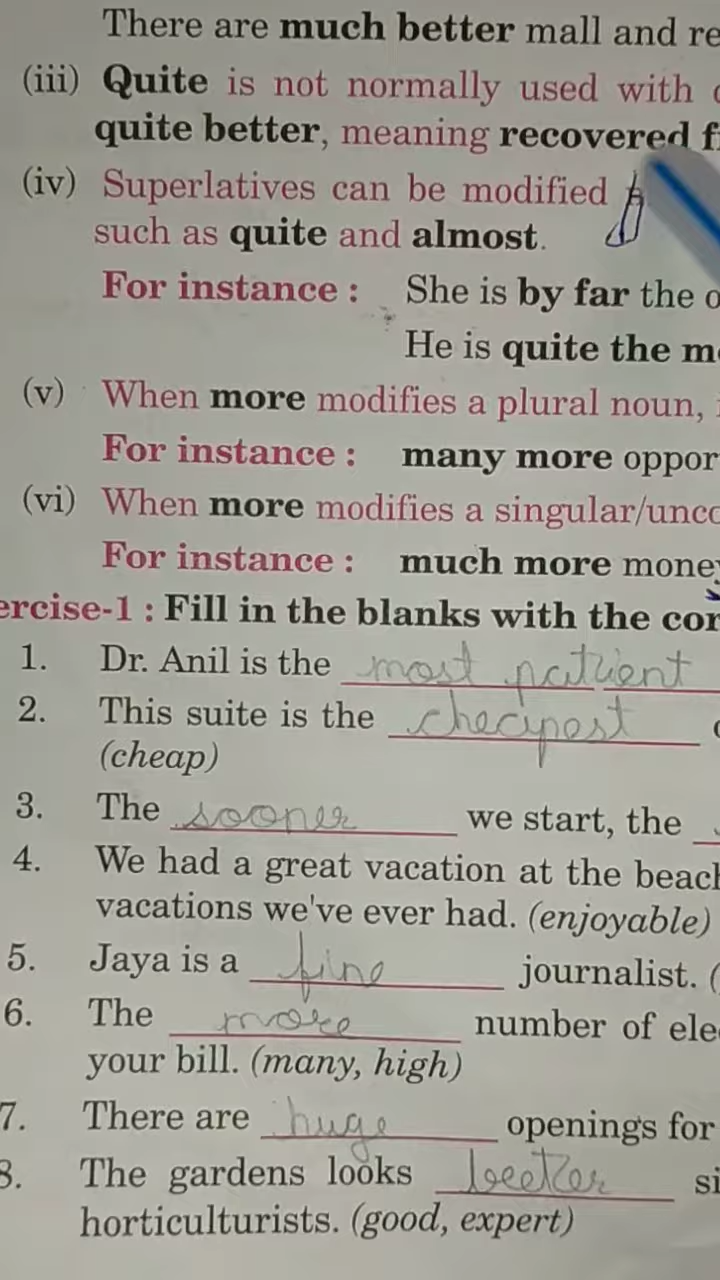 There are much better mall and re
(iii) Quite is not normally used with
quite better, meaning recovered f
(iv) Superlatives can be modified
such as quite and almost.
For instance : She is by far the
He is quite the m
(v) When more modifies a plural noun,
For instance : many more oppor
(vi) When more modifies a singular/unco
For instance : much more money
ercise-1 : Fill in the blanks with the cor
1. Dr. Anil is the most patient
2. This suite is the cheapest
(cheap)
3. The sooner we start, the
4. We had a great vacation at the beach
vacations we've ever had. (enjoyable)
5. Jaya is a fine journalist. (
6. The more number of ele
your bill. (many, high)
7. There are huge openings for
8. The gardens looks beeter si
horticulturists. (good, expert)